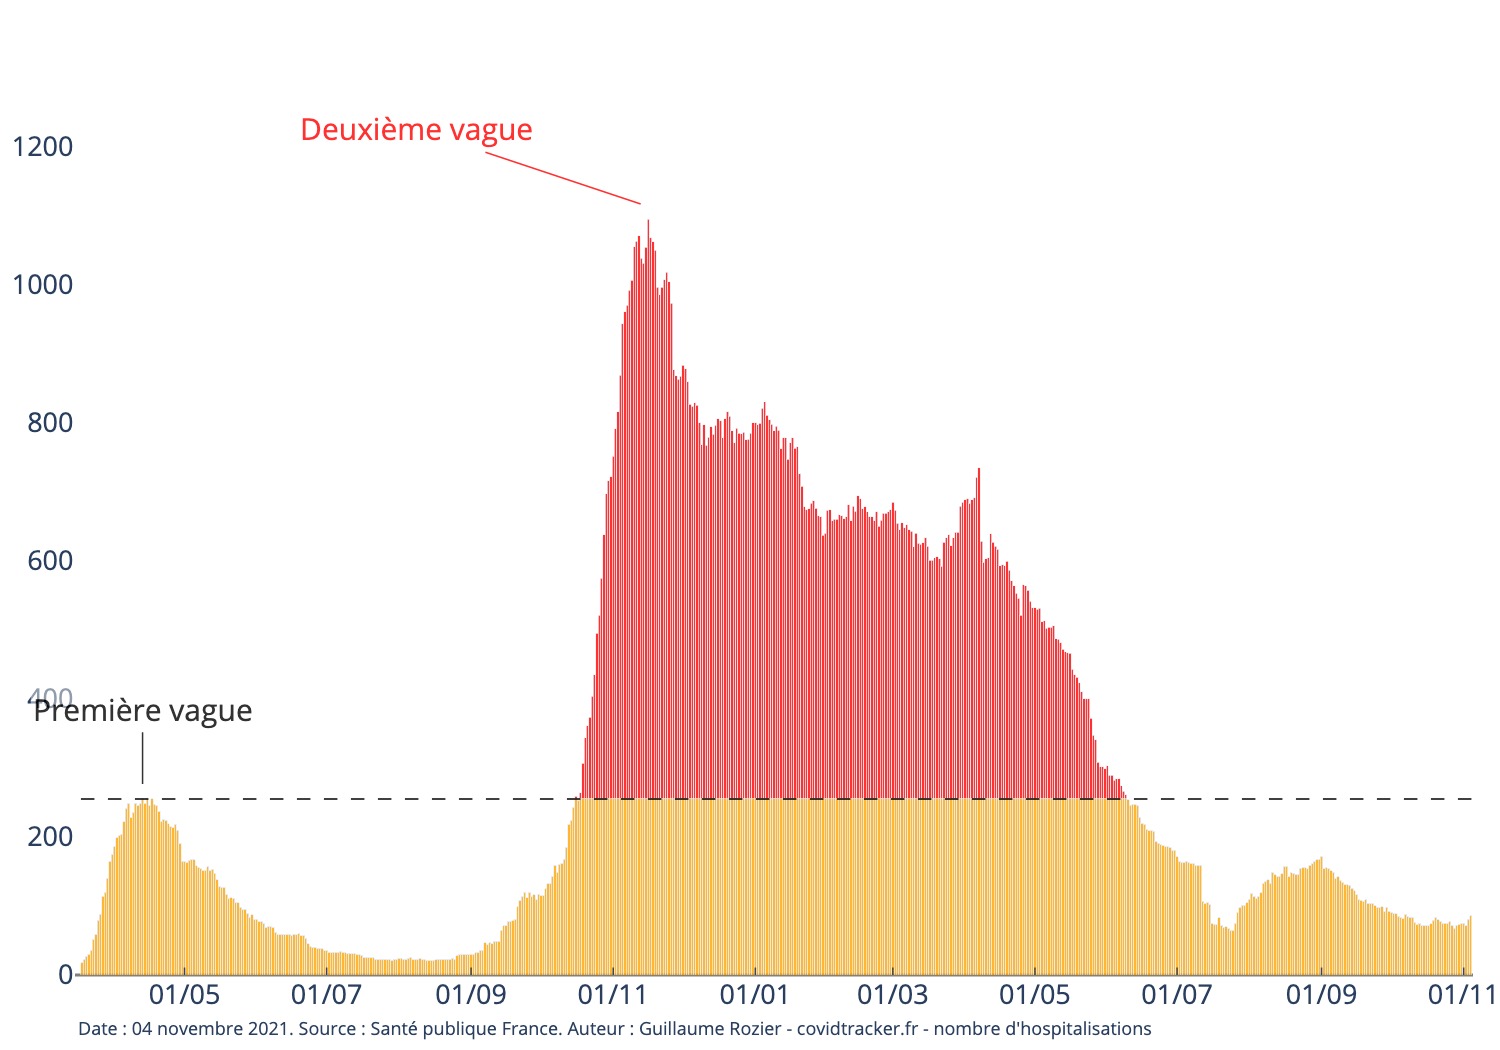 Deuxième vague
1200
1000
800
600
400
Première vague
200
0
01/05 01/07 01/09 01/11 01/01 01/03 01/05 01/07 01/09 01/11
Date : 04 novembre 2021. Source : Santé publique France. Auteur : Guillaume Rozier - covidtracker.fr - nombre d'hospitalisations